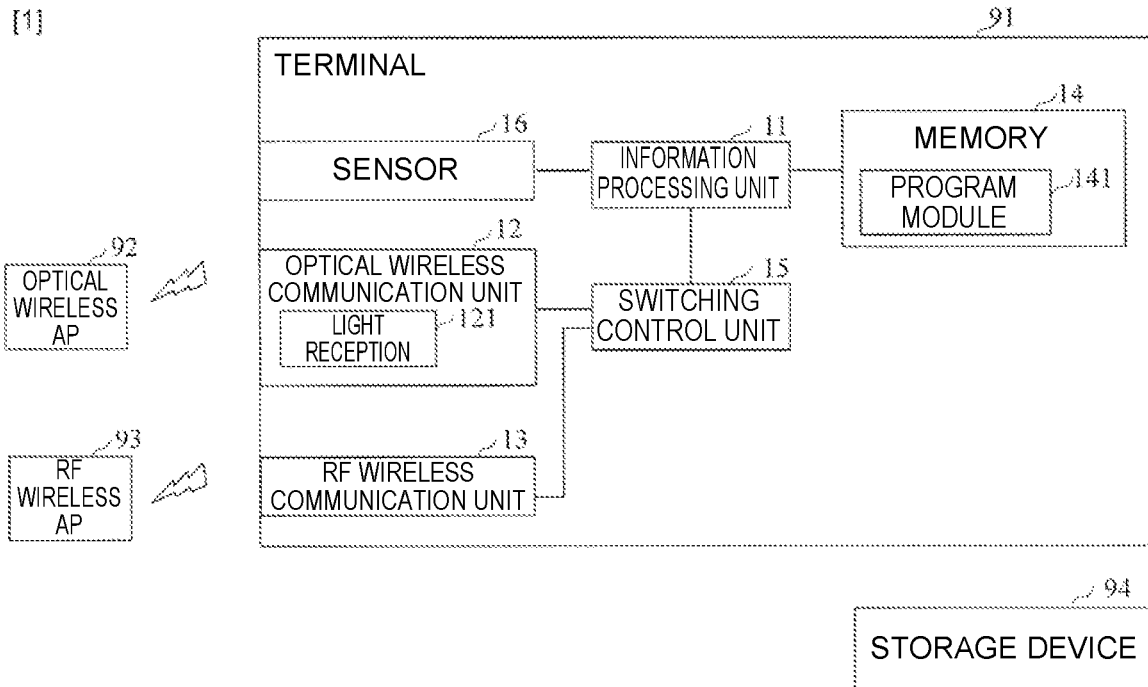 [1]
91
TERMINAL
16
SENSOR
11
INFORMATION
PROCESSING UNIT
14
MEMORY
141
PROGRAM
MODULE
92
OPTICAL
WIRELESS
AP
12
OPTICAL WIRELESS
COMMUNICATION UNIT
121
LIGHT
RECEPTION
15
SWITCHING
CONTROL UNIT
93
RF
WIRELESS
AP
13
RF WIRELESS
COMMUNICATION UNIT
94
STORAGE DEVICE